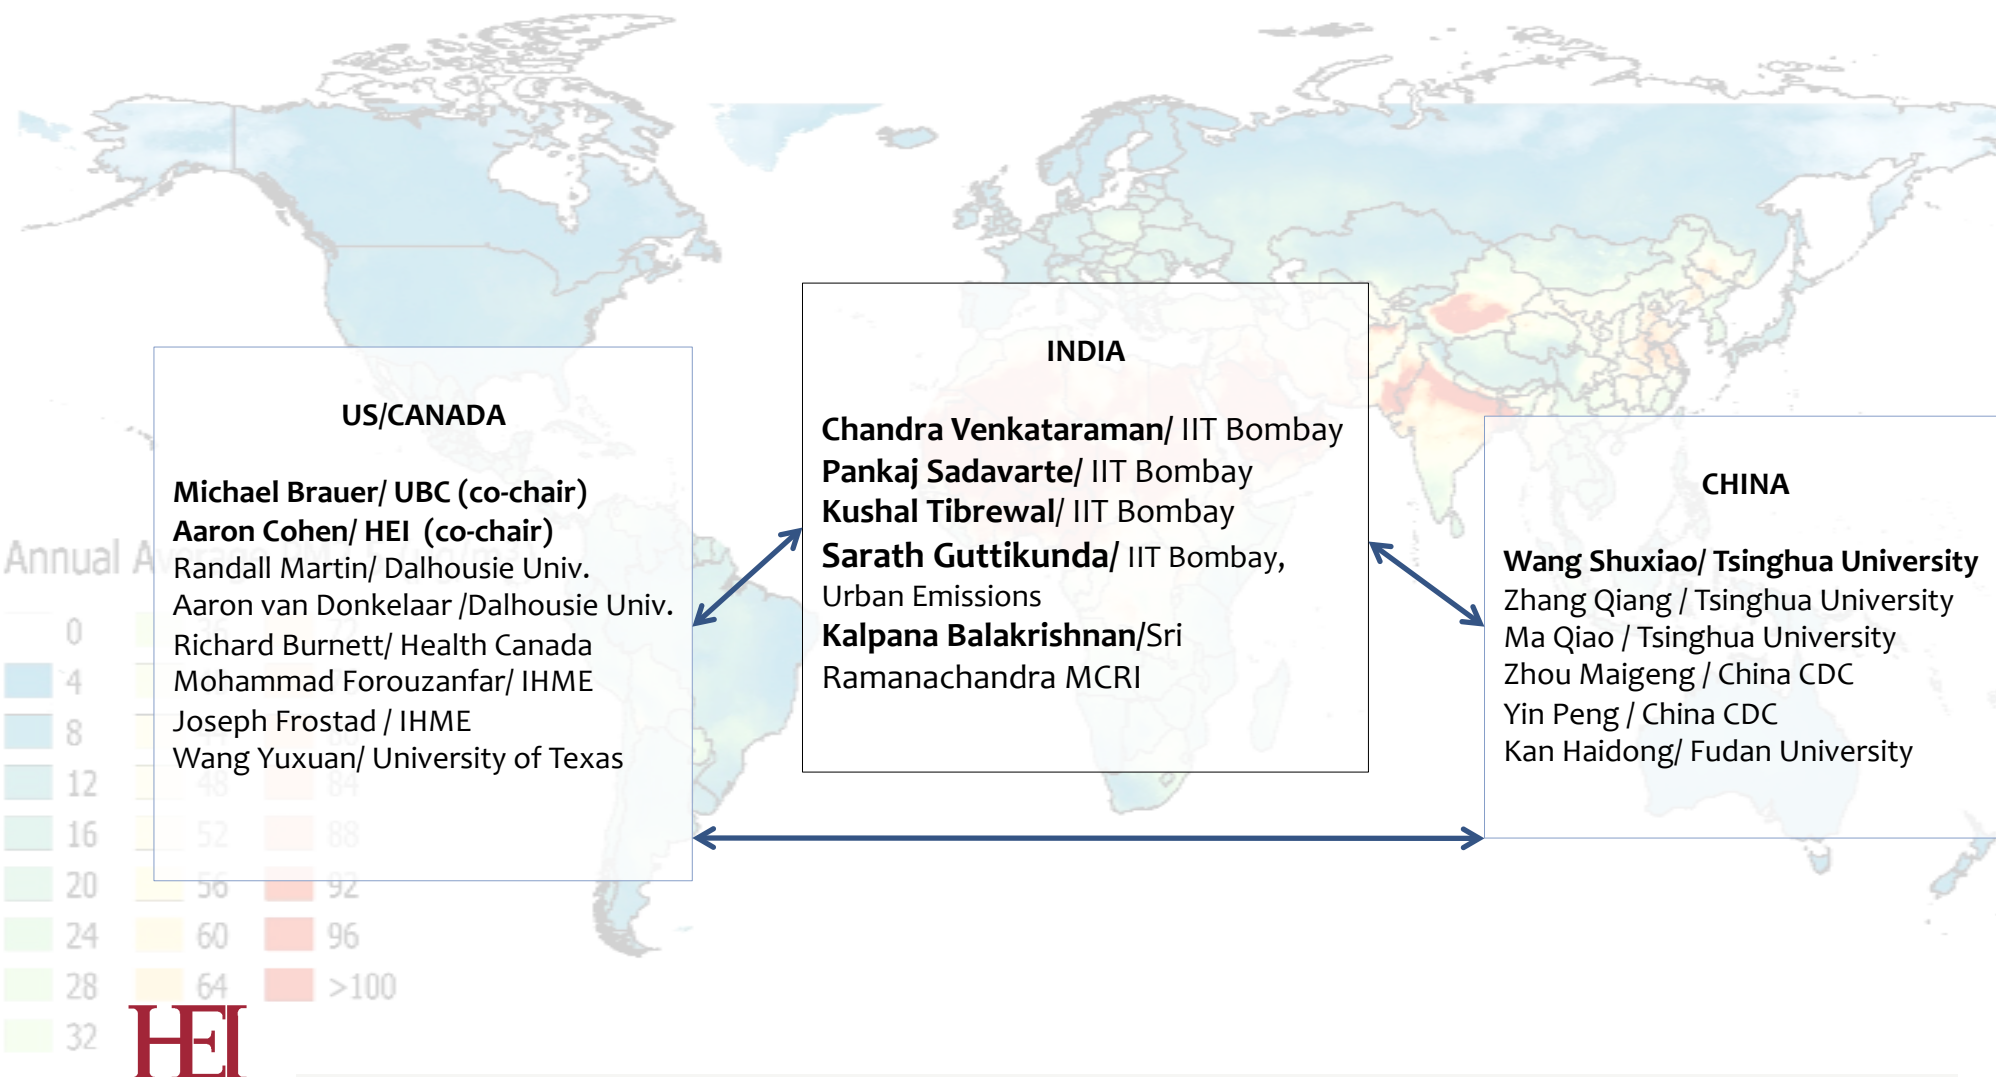 US/CANADA
Michael Brauer/ UBC (co-chair)
Aaron Cohen/ HEI (co-chair)
Randall Martin/ Dalhousie Univ.
Aaron van Donkelaar /Dalhousie Univ.
Richard Burnett/ Health Canada
Mohammad Forouzanfar/ IHME
Joseph Frostad / IHME
Wang Yuxuan/ University of Texas
INDIA
Chandra Venkataraman/ IIT Bombay
Pankaj Sadavarte/ IIT Bombay
Kushal Tibrewal/ IIT Bombay
Sarath Guttikunda/ IIT Bombay,
Urban Emissions
Kalpana Balakrishnan/Sri
Ramanachandra MCRI
CHINA
Wang Shuxiao/ Tsinghua University
Zhang Qiang / Tsinghua University
Ma Qiao / Tsinghua University
Zhou Maigeng / China CDC
Yin Peng / China CDC
Kan Haidong/ Fudan University
Annual Average
0 36 72
4
8 80
12 48 84
16 52 88
20 56 92
24 60 96
28 64 >100
32
HEI